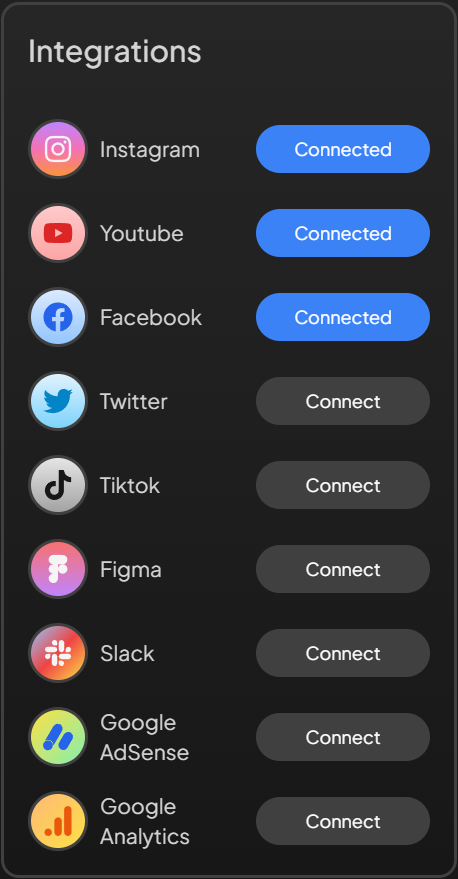 Integrations
Instagram Connected
Youtube Connected
Facebook Connected
Twitter Connect
Tiktok Connect
Figma Connect
Slack Connect
Google
AdSense Connect
Google
Analytics Connect